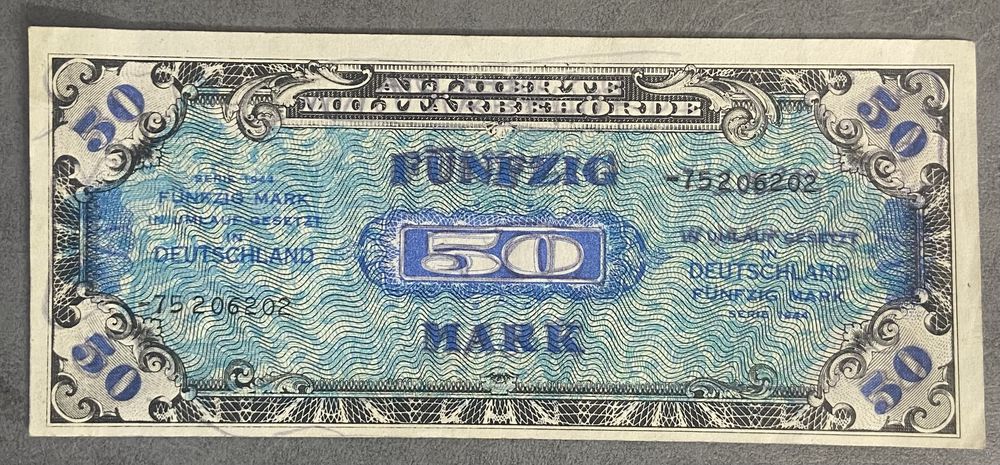 50
ALLIIERTE
MILITÄRBEHÖRDE
50
FÜNFZIG
-75206202
SERIE 1944
FÜNFZIG MARK
IN UMLAUF GESETZT
IN
DEUTSCHLAND
50
IN UMLAUF GESETZT
IN
DEUTSCHLAND
FÜNFZIG MARK
SERIE 1944
-75206202
MARK
50
50